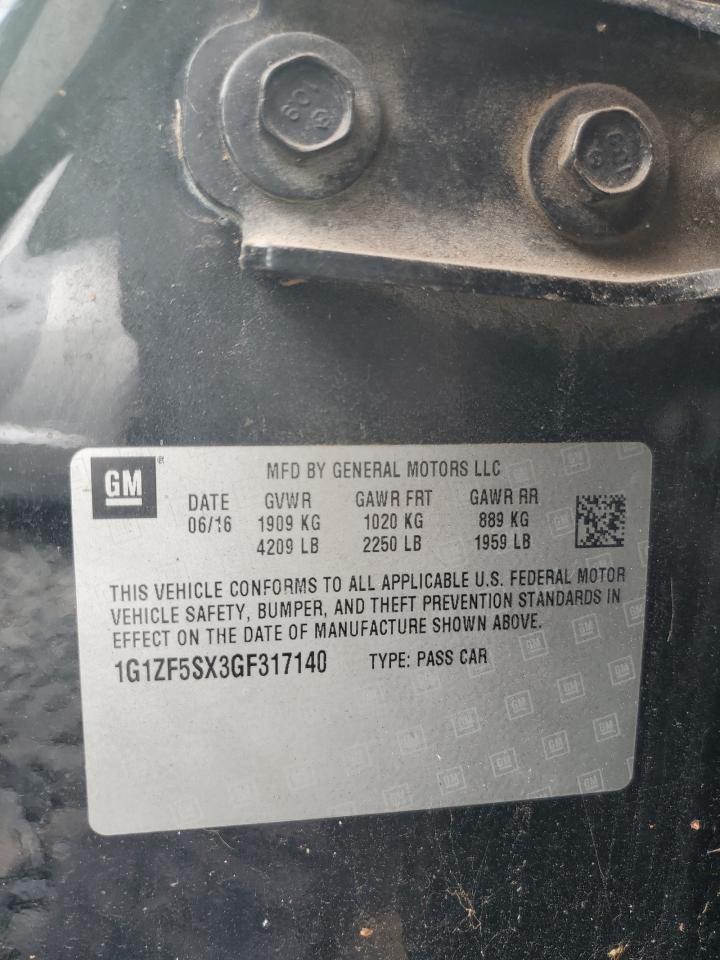 GM
MFD BY GENERAL MOTORS LLC
DATE GVWR GAWR FRT GAWR RR
06/16 1909 KG 1020 KG 889 KG
4209 LB 2250 LB 1959 LB
THIS VEHICLE CONFORMS TO ALL APPLICABLE U.S. FEDERAL MOTOR
VEHICLE SAFETY, BUMPER, AND THEFT PREVENTION STANDARDS IN
EFFECT ON THE DATE OF MANUFACTURE SHOWN ABOVE.
1G1ZF5SX3GF317140 TYPE: PASS CAR